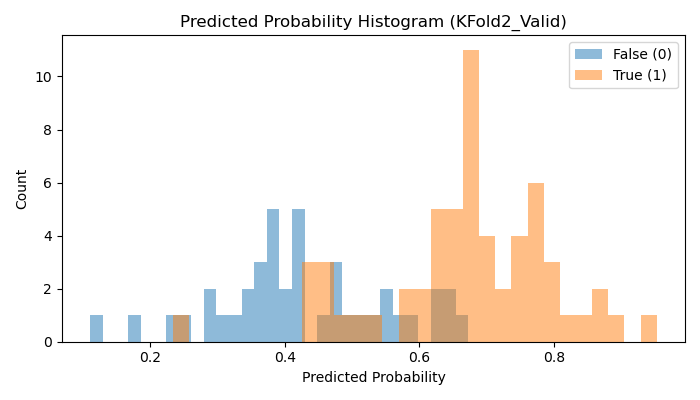 Predicted Probability Histogram (KFold2_Valid)
False (0)
True (1)
10
8
6
4
2
0
Count
0.2 0.4 0.6 0.8
Predicted Probability